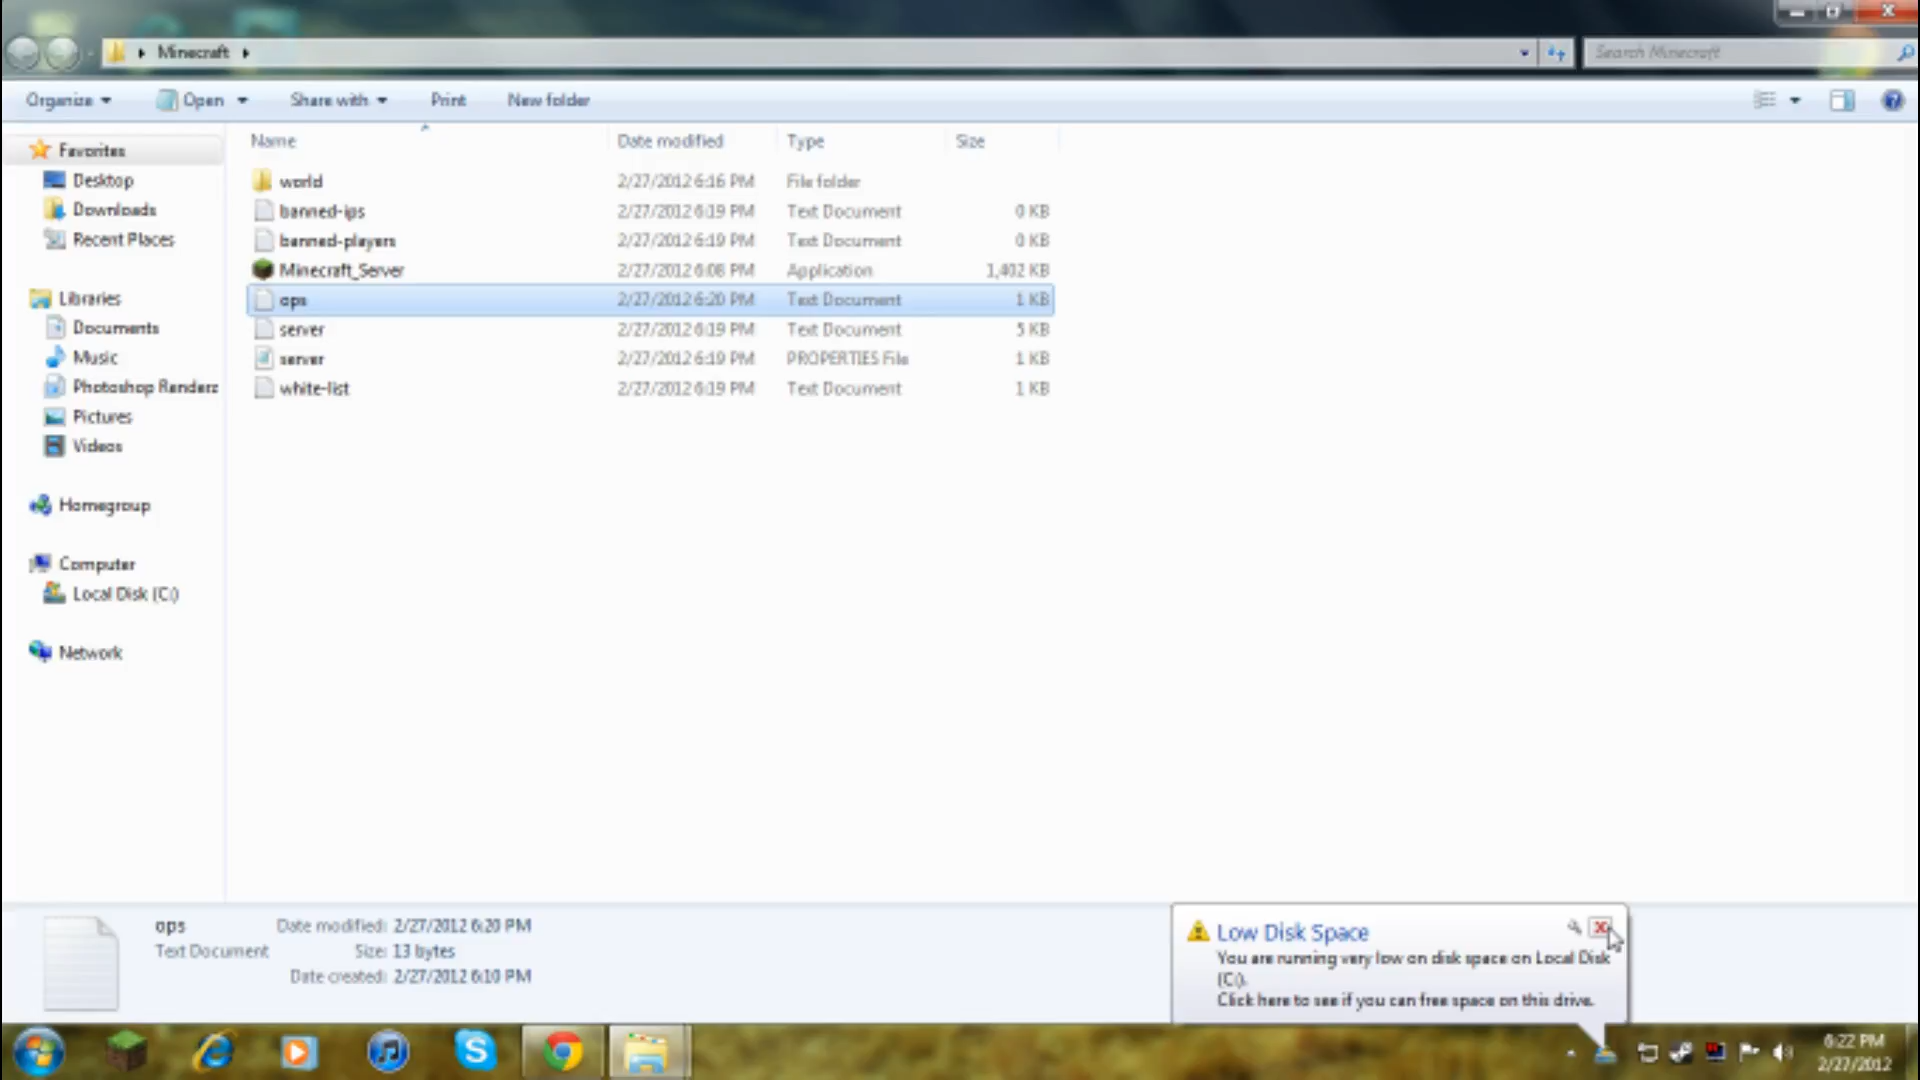 Minecraft
Search Minecraft
Organize Open Share with Print New folder
Name Date modified Type Size
Favorites
Desktop
Downloads
Recent Places
Libraries
Documents
Music
Photoshop Renders
Pictures
Videos
Homegroup
Computer
Local Disk (C:)
Network
world 2/27/2012 6:16 PM File folder
banned-ips 2/27/2012 6:19 PM Text Document 0 KB
banned-players 2/27/2012 6:19 PM Text Document 0 KB
Minecraft_Server 2/27/2012 6:08 PM Application 1,402 KB
ops 2/27/2012 6:20 PM Text Document 1 KB
server 2/27/2012 6:19 PM Text Document 5 KB
server 2/27/2012 6:19 PM PROPERTIES File 1 KB
white-list 2/27/2012 6:19 PM Text Document 1 KB
ops Date modified: 2/27/2012 6:20 PM
Text Document Size: 13 bytes
Date created: 2/27/2012 6:10 PM
Low Disk Space
You are running very low on disk space on Local Disk
(C:).
Click here to see if you can free space on this drive.
6:22 PM
2/27/2012